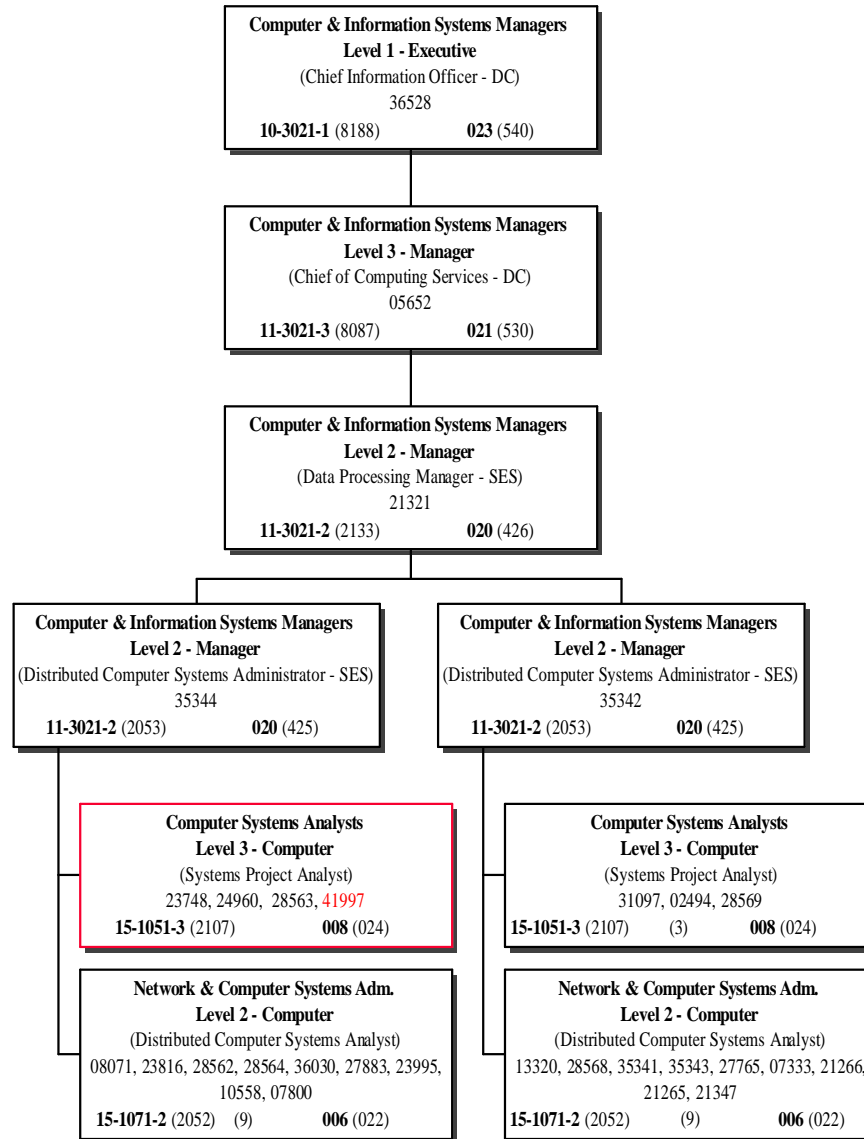 Computer & Information Systems Managers
Level 1 - Executive
(Chief Information Officer - DC)
36528
10-3021-1 (8188) 023 (540)
Computer & Information Systems Managers
Level 3 - Manager
(Chief of Computing Services - DC)
05652
11-3021-3 (8087) 021 (530)
Computer & Information Systems Managers
Level 2 - Manager
(Data Processing Manager - SES)
21321
11-3021-2 (2133) 020 (426)
Computer & Information Systems Managers
Level 2 - Manager
(Distributed Computer Systems Administrator - SES)
35344
11-3021-2 (2053) 020 (425)
Computer & Information Systems Managers
Level 2 - Manager
(Distributed Computer Systems Administrator - SES)
35342
11-3021-2 (2053) 020 (425)
Computer Systems Analysts
Level 3 - Computer
(Systems Project Analyst)
23748, 24960, 28563, 41997
15-1051-3 (2107) 008 (024)
Computer Systems Analysts
Level 3 - Computer
(Systems Project Analyst)
31097, 02494, 28569
15-1051-3 (2107) (3) 008 (024)
Network & Computer Systems Adm.
Level 2 - Computer
(Distributed Computer Systems Analyst)
08071, 23816, 28562, 28564, 36030, 27883, 23995,
10558, 07800
15-1071-2 (2052) (9) 006 (022)
Network & Computer Systems Adm.
Level 2 - Computer
(Distributed Computer Systems Analyst)
13320, 28568, 35341, 35343, 27765, 07333, 21266,
21265, 21347
15-1071-2 (2052) (9) 006 (022)